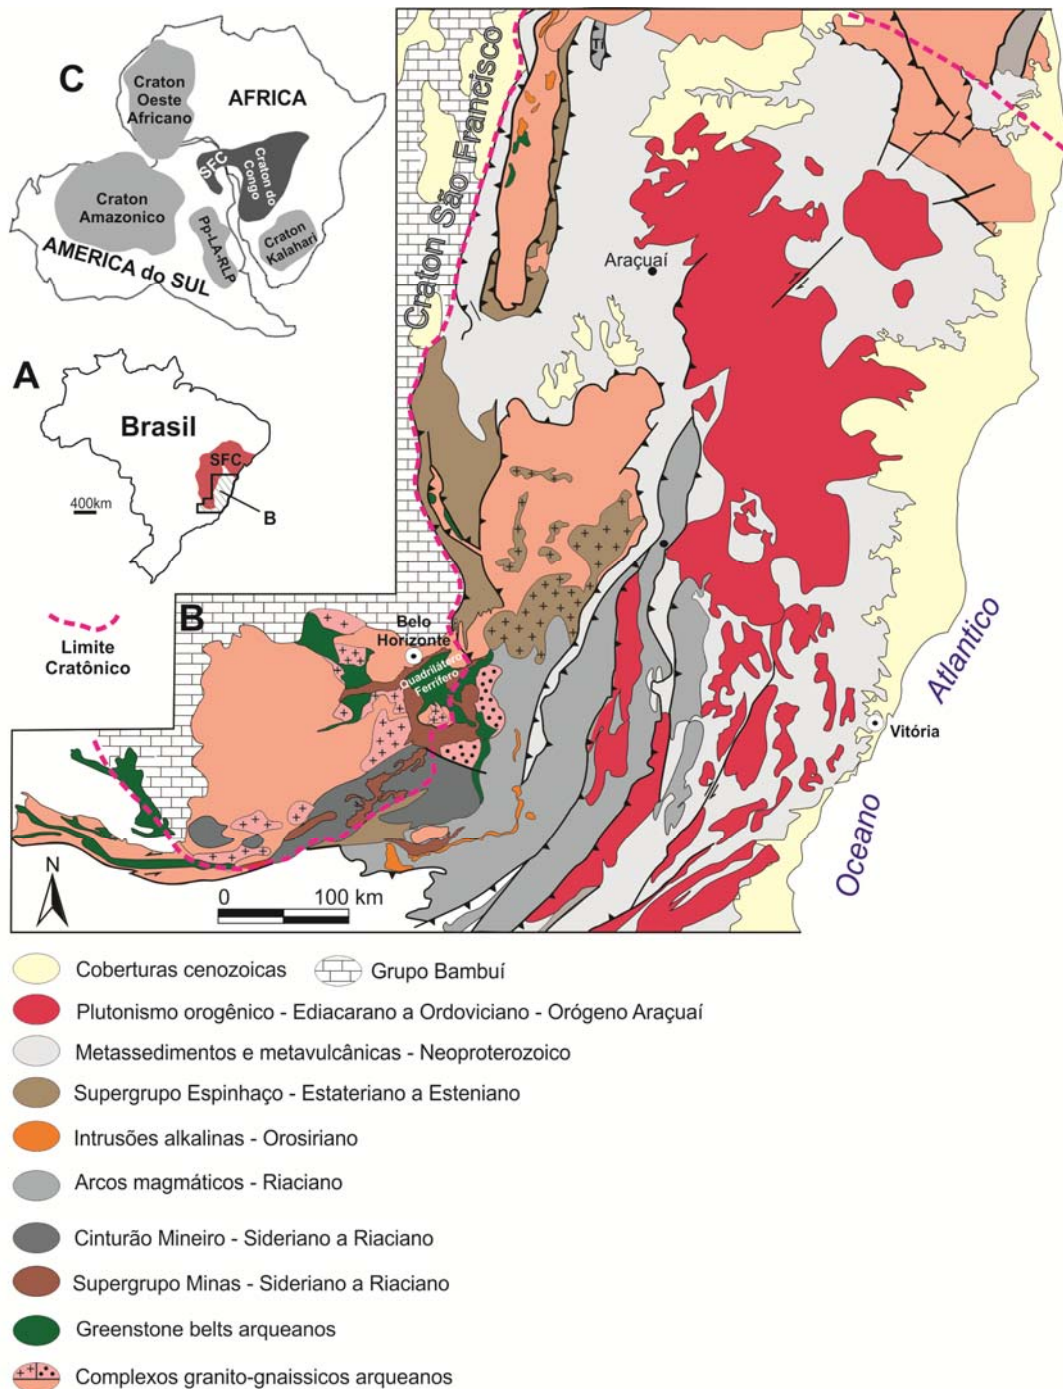 C
Craton
Oeste
Africano
AFRICA
SFC
Craton do
Congo
Craton
Amazonico
Pp-LA-RLP
Craton
Kalahari
AMERICA do SUL
A
Brasil
SFC
400km
B
Limite
Cratônico
B
Craton São Francisco
TI
Araçuaí
Belo
Horizonte
Quadrilátero
Ferrífero
Vitória
Oceano
Atlantico
N
0
100 km
Coberturas cenozoicas
Grupo Bambuí
Plutonismo orogênico - Ediacarano a Ordoviciano - Orógeno Araçuaí
Metassedimentos e metavulcânicas - Neoproterozoico
Supergrupo Espinhaço - Estateriano a Esteniano
Intrusões alkalinas - Orosiriano
Arcos magmáticos - Riaciano
Cinturão Mineiro - Sideriano a Riaciano
Supergrupo Minas - Sideriano a Riaciano
Greenstone belts arqueanos
Complexos granito-gnaissicos arqueanos